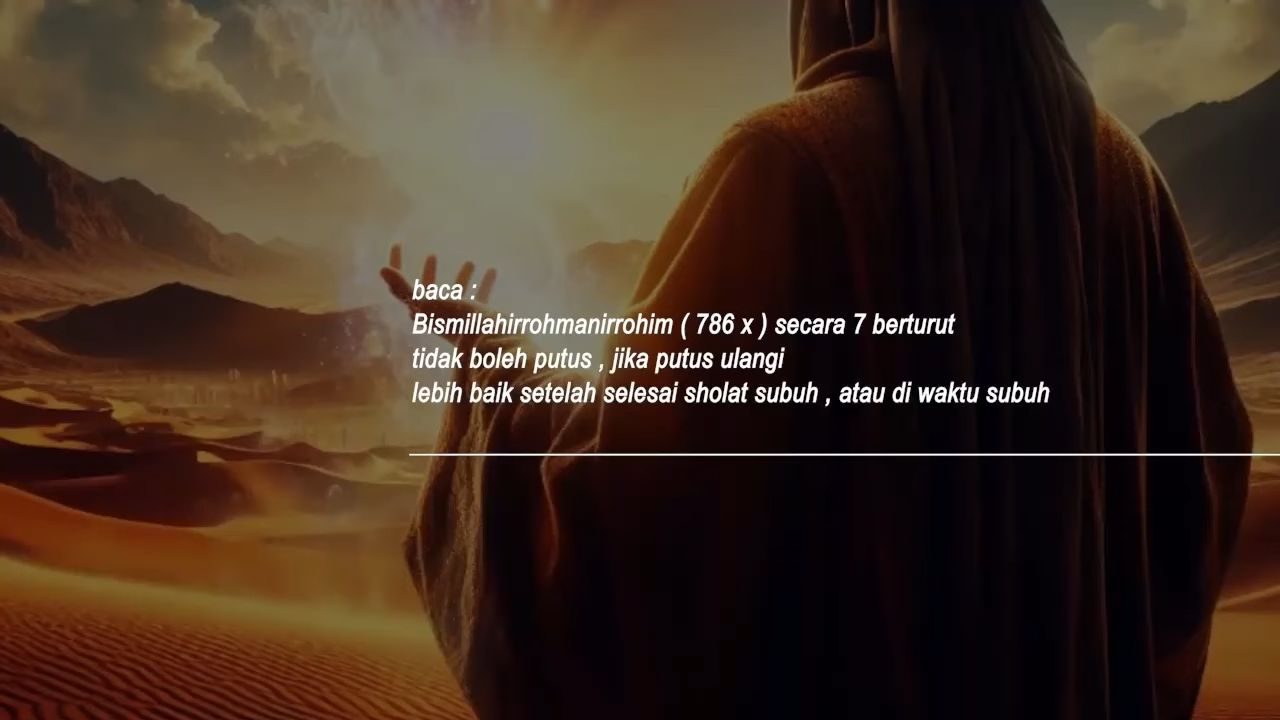 baca :
Bismillahirrohmanirrohim ( 786 x ) secara 7 berturut
tidak boleh putus , jika putus ulangi
lebih baik setelah selesai sholat subuh , atau di waktu subuh